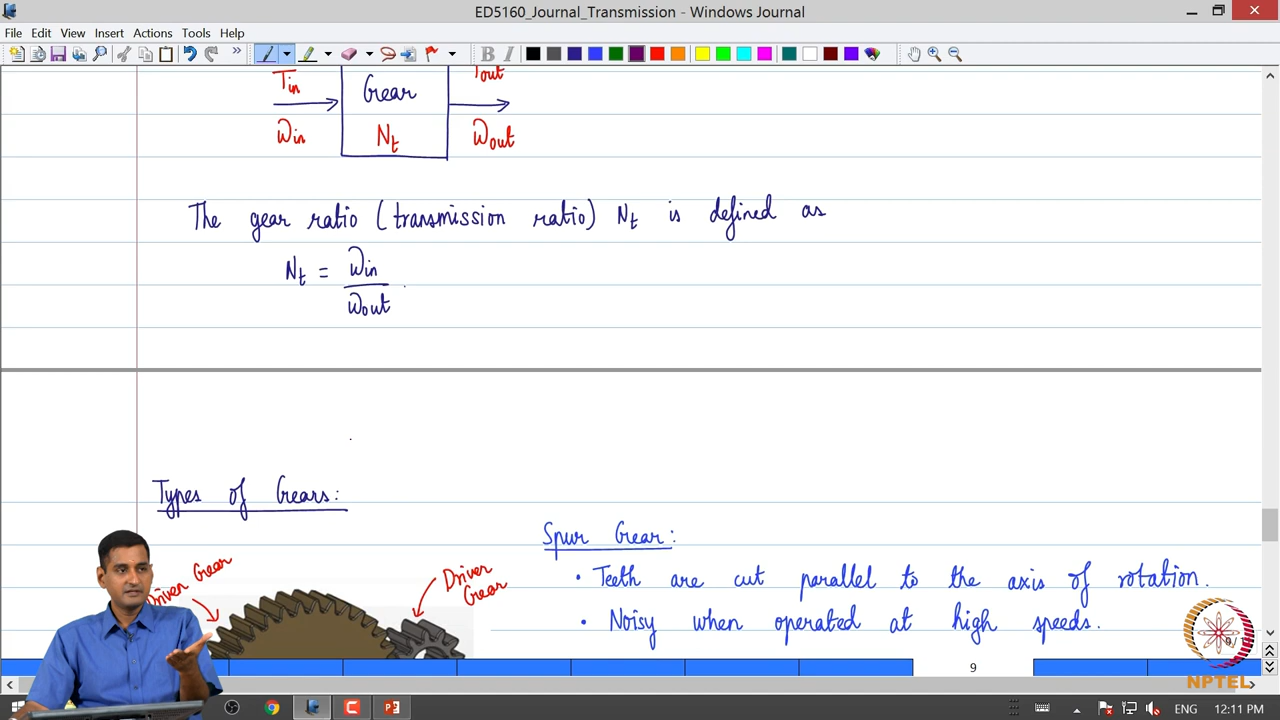 ED5160_Journal_Transmission - Windows Journal
File Edit View Insert Actions Tools Help
Tin
Gear
Tout
Win
Nt
Wout
The gear ratio (transmission ratio) Nt is defined as
Nt = Win
Wout
Types of Gears:
Spur Gear:
Driven Gear
Driver
Gear
• Teeth are cut parallel to the axis of rotation.
• Noisy when operated at high speeds.
9
NPTEL
ENG 12:11 PM